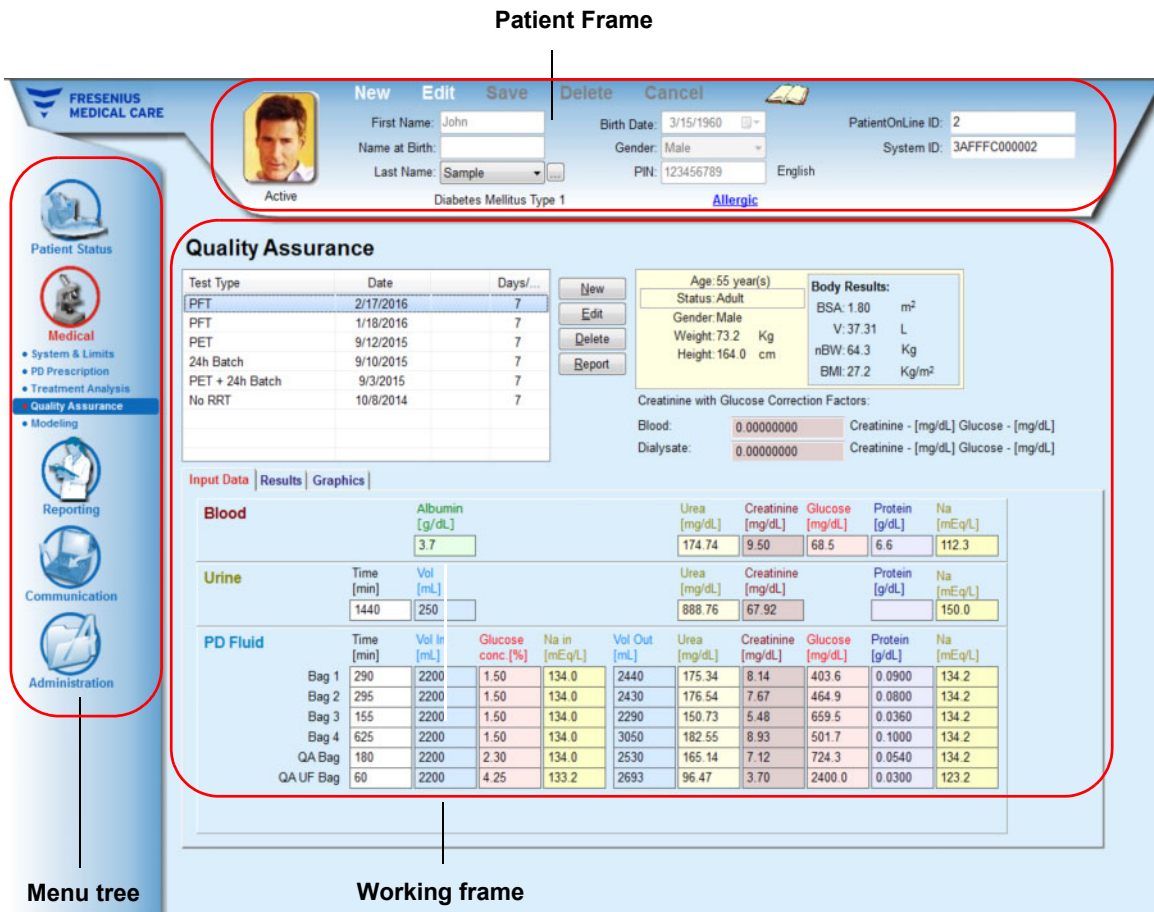 Patient Frame
FRESENIUS
MEDICAL CARE
New Edit Save Delete Cancel
First Name: John Birth Date: 3/15/1960 PatientOnLine ID: 2
Name at Birth: Gender: Male System ID: 3AFFFC000002
Last Name: Sample ... PIN: 123456789 English
Active Diabetes Mellitus Type 1 Allergic
Patient Status
Medical
System & Limits
PD Prescription
Treatment Analysis
Quality Assurance
Modeling
Reporting
Communication
Administration
Quality Assurance
Test Type Date Days/...
PFT 2/17/2016 7
PFT 1/18/2016 7
PET 9/12/2015 7
24h Batch 9/10/2015 7
PET + 24h Batch 9/3/2015 7
No RRT 10/8/2014 7
New
Edit
Delete
Report
Age: 55 year(s)
Status: Adult
Gender: Male
Weight: 73.2 Kg
Height: 164.0 cm
Body Results:
BSA: 1.80 m²
V: 37.31 L
nBW: 64.3 Kg
BMI: 27.2 Kg/m²
Creatinine with Glucose Correction Factors:
Blood: 0.00000000 Creatinine - [mg/dL] Glucose - [mg/dL]
Dialysate: 0.00000000 Creatinine - [mg/dL] Glucose - [mg/dL]
Input Data Results Graphics
Blood Albumin Urea Creatinine Glucose Protein Na
[g/dL] [mg/dL] [mg/dL] [mg/dL] [g/dL] [mEq/L]
3.7 174.74 9.50 68.5 6.6 112.3
Urine Time Vol Urea Creatinine Protein Na
[min] [mL] [mg/dL] [mg/dL] [g/dL] [mEq/L]
1440 250 888.76 67.92 150.0
PD Fluid Time Vol In Glucose Na in Vol Out Urea Creatinine Glucose Protein Na
[min] [mL] conc.[%] [mEq/L] [mL] [mg/dL] [mg/dL] [mg/dL] [g/dL] [mEq/L]
Bag 1 290 2200 1.50 134.0 2440 175.34 8.14 403.6 0.0900 134.2
Bag 2 295 2200 1.50 134.0 2430 176.54 7.67 464.9 0.0800 134.2
Bag 3 155 2200 1.50 134.0 2290 150.73 5.48 659.5 0.0360 134.2
Bag 4 625 2200 1.50 134.0 3050 182.55 8.93 501.7 0.1000 134.2
QA Bag 180 2200 2.30 134.0 2530 165.14 7.12 724.3 0.0540 134.2
QA UF Bag 60 2200 4.25 133.2 2693 96.47 3.70 2400.0 0.0300 123.2
Menu tree
Working frame